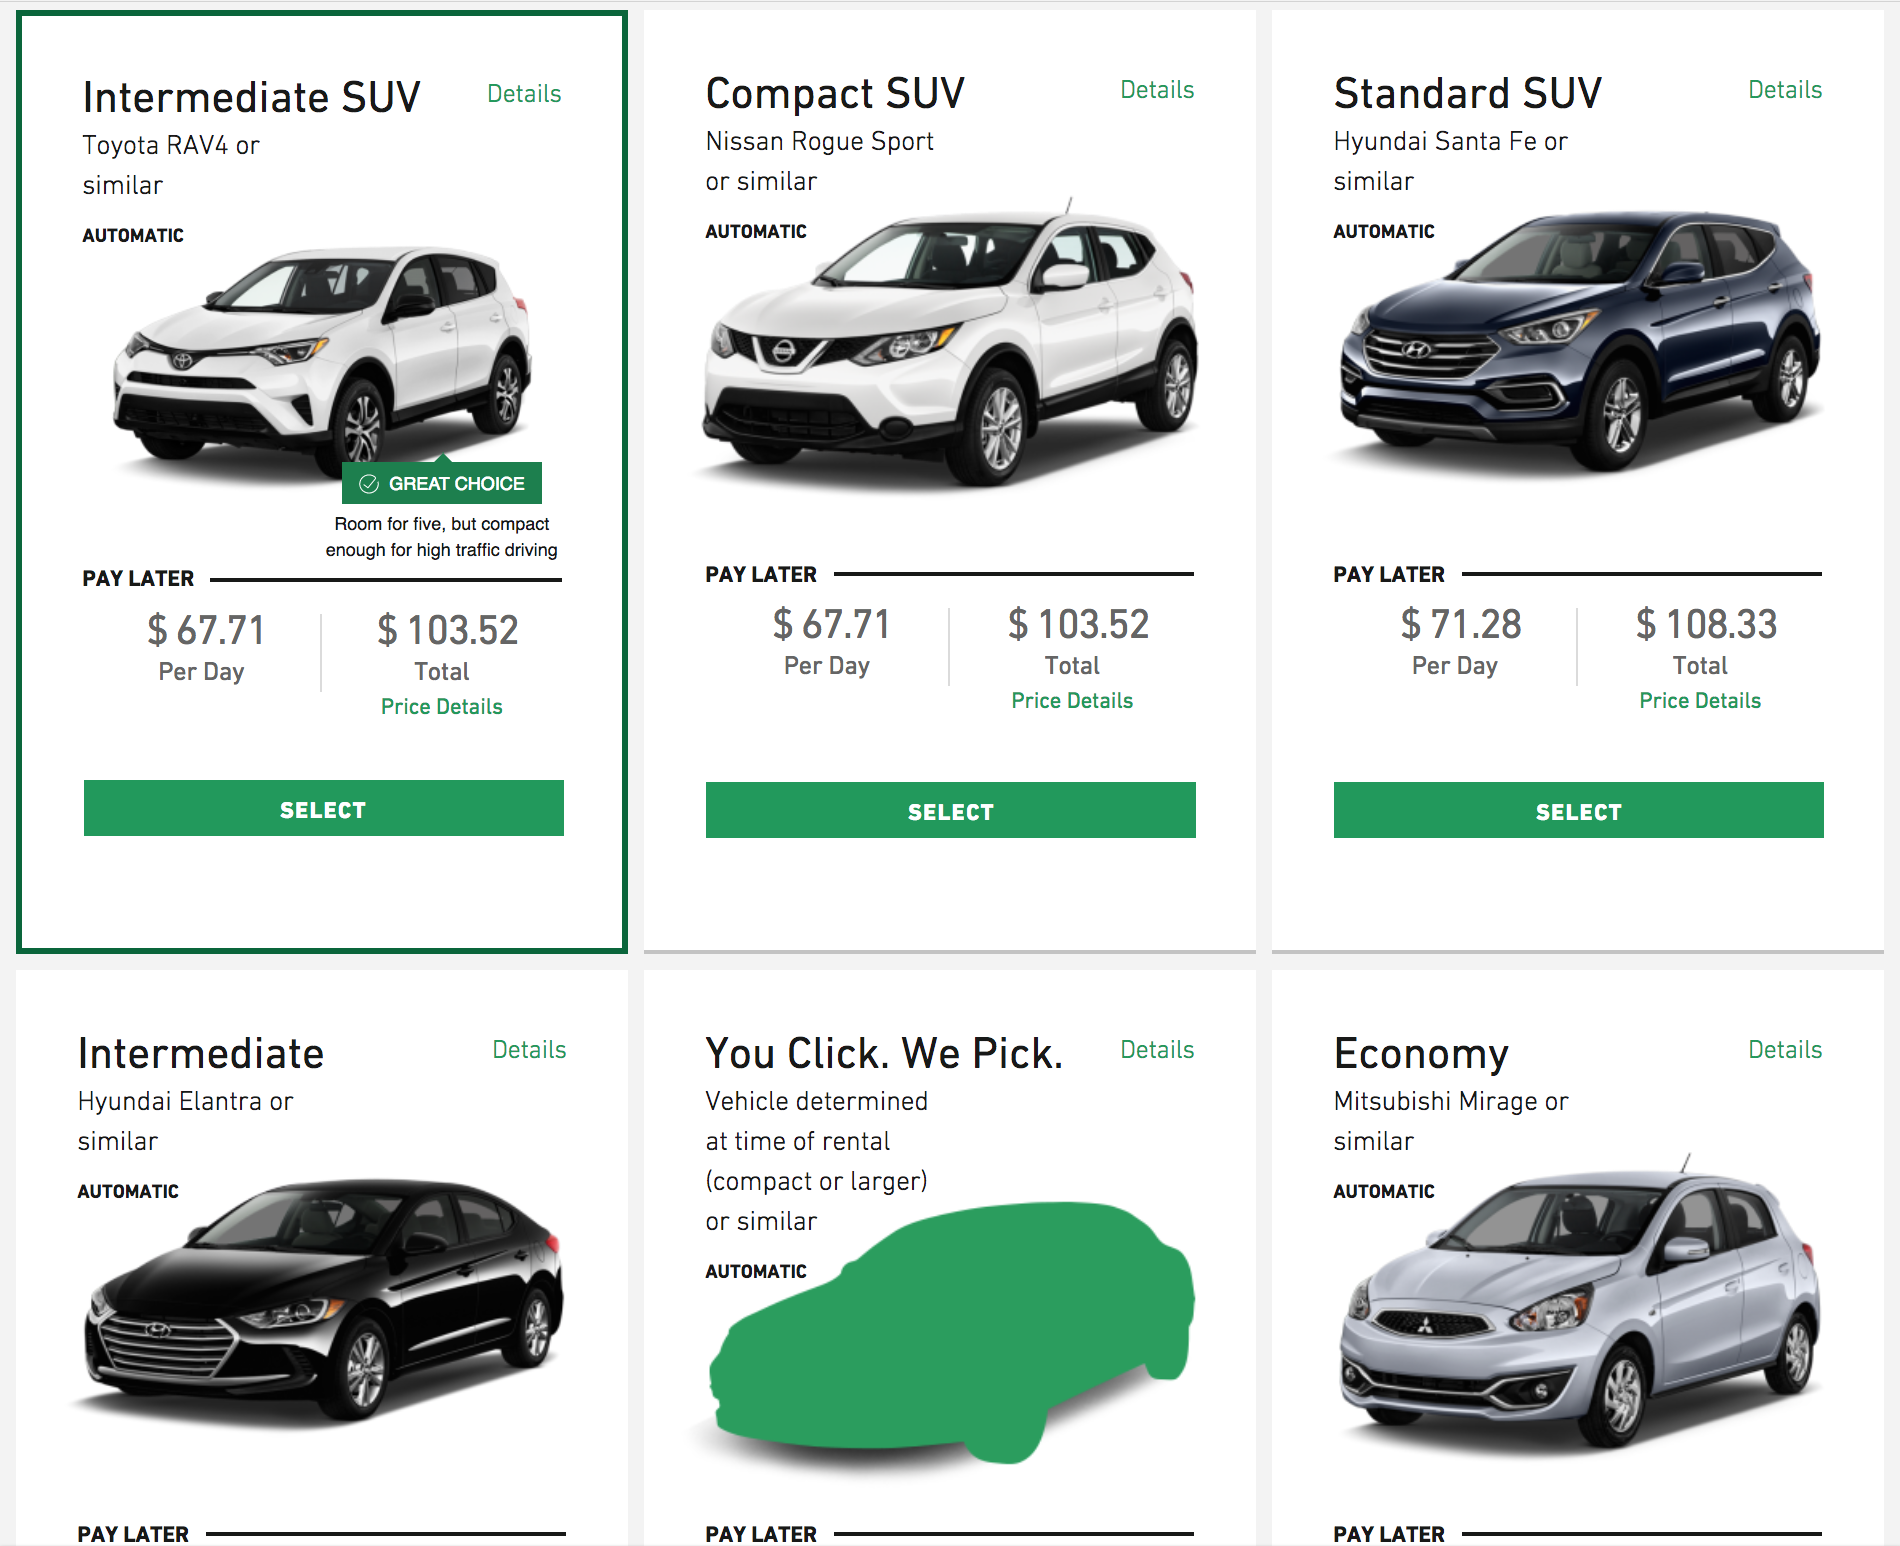 Intermediate SUV
Details
Toyota RAV4 or
similar
AUTOMATIC
GREAT CHOICE
Room for five, but compact
enough for high traffic driving
PAY LATER
$ 67.71
Per Day
$ 103.52
Total
Price Details
SELECT
Compact SUV
Details
Nissan Rogue Sport
or similar
AUTOMATIC
PAY LATER
$ 67.71
Per Day
$ 103.52
Total
Price Details
SELECT
Standard SUV
Details
Hyundai Santa Fe or
similar
AUTOMATIC
PAY LATER
$ 71.28
Per Day
$ 108.33
Total
Price Details
SELECT
Intermediate
Details
Hyundai Elantra or
similar
AUTOMATIC
PAY LATER
You Click. We Pick.
Details
Vehicle determined
at time of rental
(compact or larger)
or similar
AUTOMATIC
PAY LATER
Economy
Details
Mitsubishi Mirage or
similar
AUTOMATIC
PAY LATER